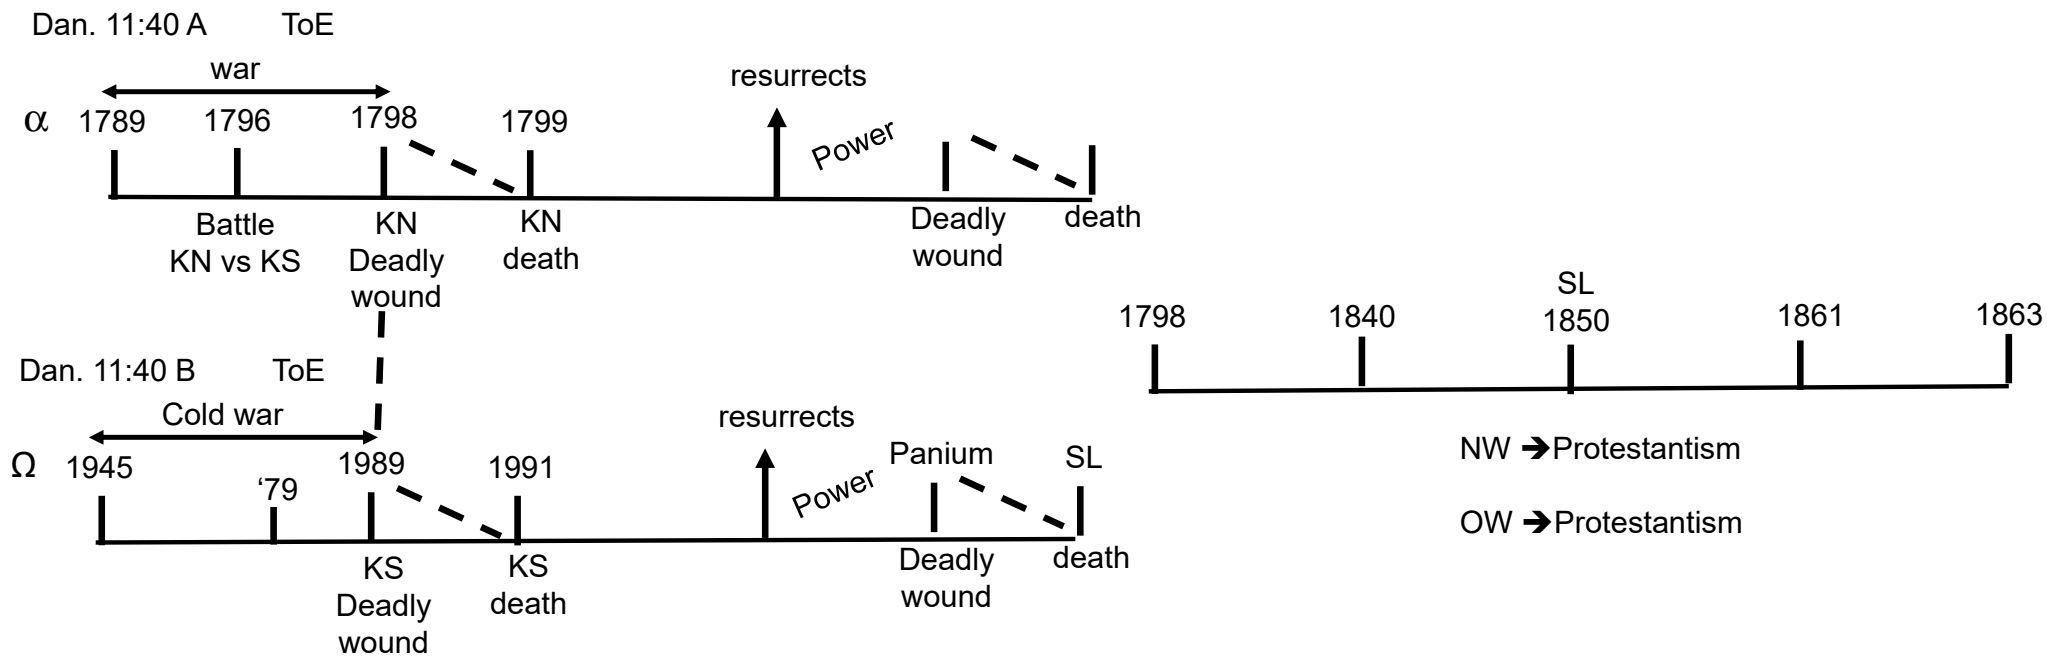 Dan. 11:40 A ToE
war
resurrects
α 1789 1796 1798 1799
Power
Battle
KN vs KS
KN
Deadly
wound
KN
death
Deadly
wound
death
Dan. 11:40 B ToE
Cold war
resurrects
Ω 1945 ‘79 1989 1991
Power
Panium
SL
KS
Deadly
wound
KS
death
Deadly
wound
death
SL
1798 1840 1850 1861 1863
NW ➔Protestantism
OW ➔Protestantism